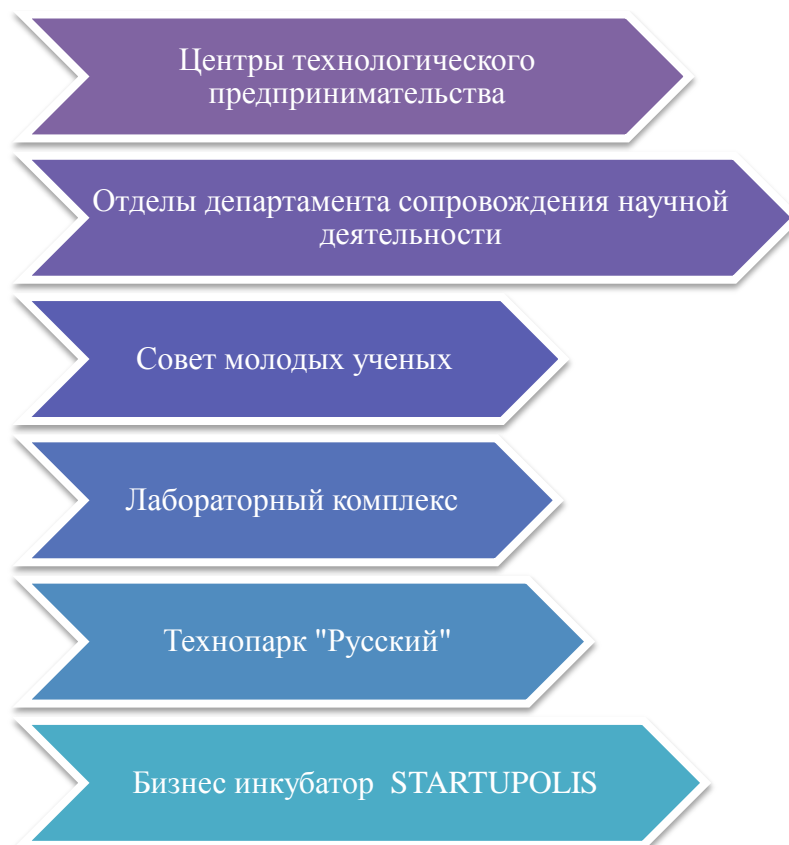 Центры технологического
предпринимательства
Отделы департамента сопровождения научной
деятельности
Совет молодых ученых
Лабораторный комплекс
Технопарк "Русский"
Бизнес инкубатор STARTUPOLIS